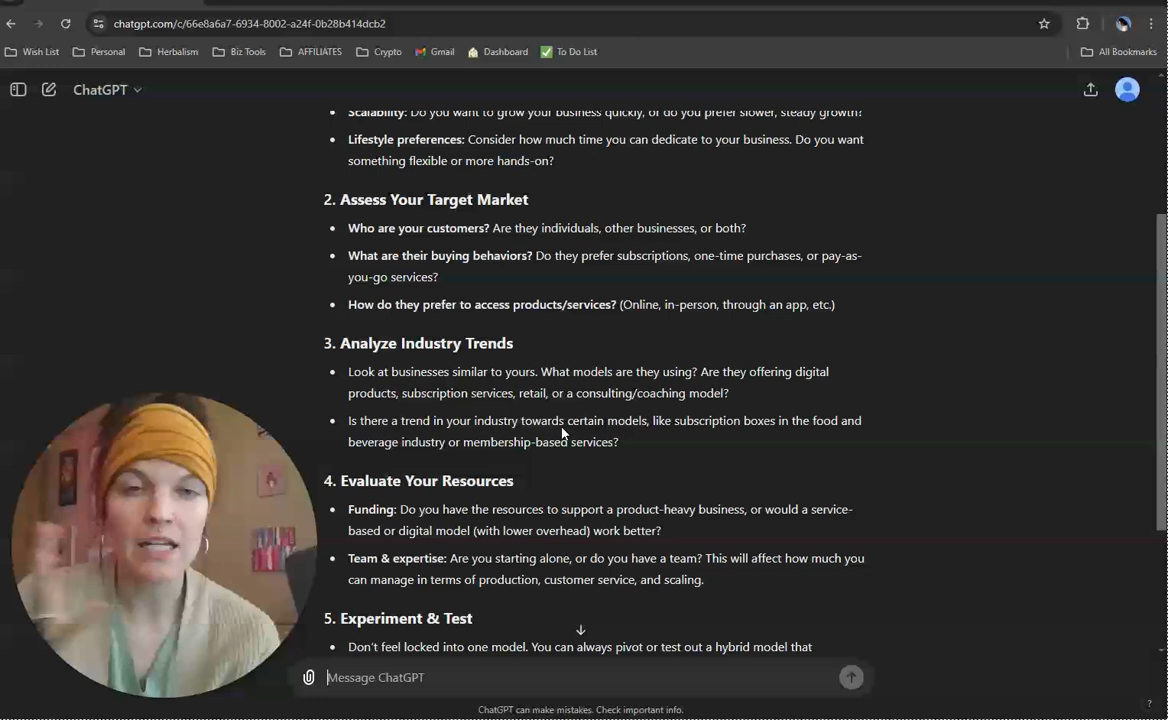 chatgpt.com/c/66e8a6a7-6934-8002-a24f-0b28b414dcb2
Wish List Personal Herbalism Biz Tools AFFILIATES Crypto Gmail Dashboard To Do List All Bookmarks
ChatGPT
Scalability: Do you want to grow your business quickly, or do you prefer slower, steady growth?
• Lifestyle preferences: Consider how much time you can dedicate to your business. Do you want
something flexible or more hands-on?
2. Assess Your Target Market
• Who are your customers? Are they individuals, other businesses, or both?
• What are their buying behaviors? Do they prefer subscriptions, one-time purchases, or pay-as-
you-go services?
• How do they prefer to access products/services? (Online, in-person, through an app, etc.)
3. Analyze Industry Trends
• Look at businesses similar to yours. What models are they using? Are they offering digital
products, subscription services, retail, or a consulting/coaching model?
• Is there a trend in your industry towards certain models, like subscription boxes in the food and
beverage industry or membership-based services?
4. Evaluate Your Resources
• Funding: Do you have the resources to support a product-heavy business, or would a service-
based or digital model (with lower overhead) work better?
• Team & expertise: Are you starting alone, or do you have a team? This will affect how much you
can manage in terms of production, customer service, and scaling.
5. Experiment & Test
• Don't feel locked into one model. You can always pivot or test out a hybrid model that
Message ChatGPT
ChatGPT can make mistakes. Check important info.
?